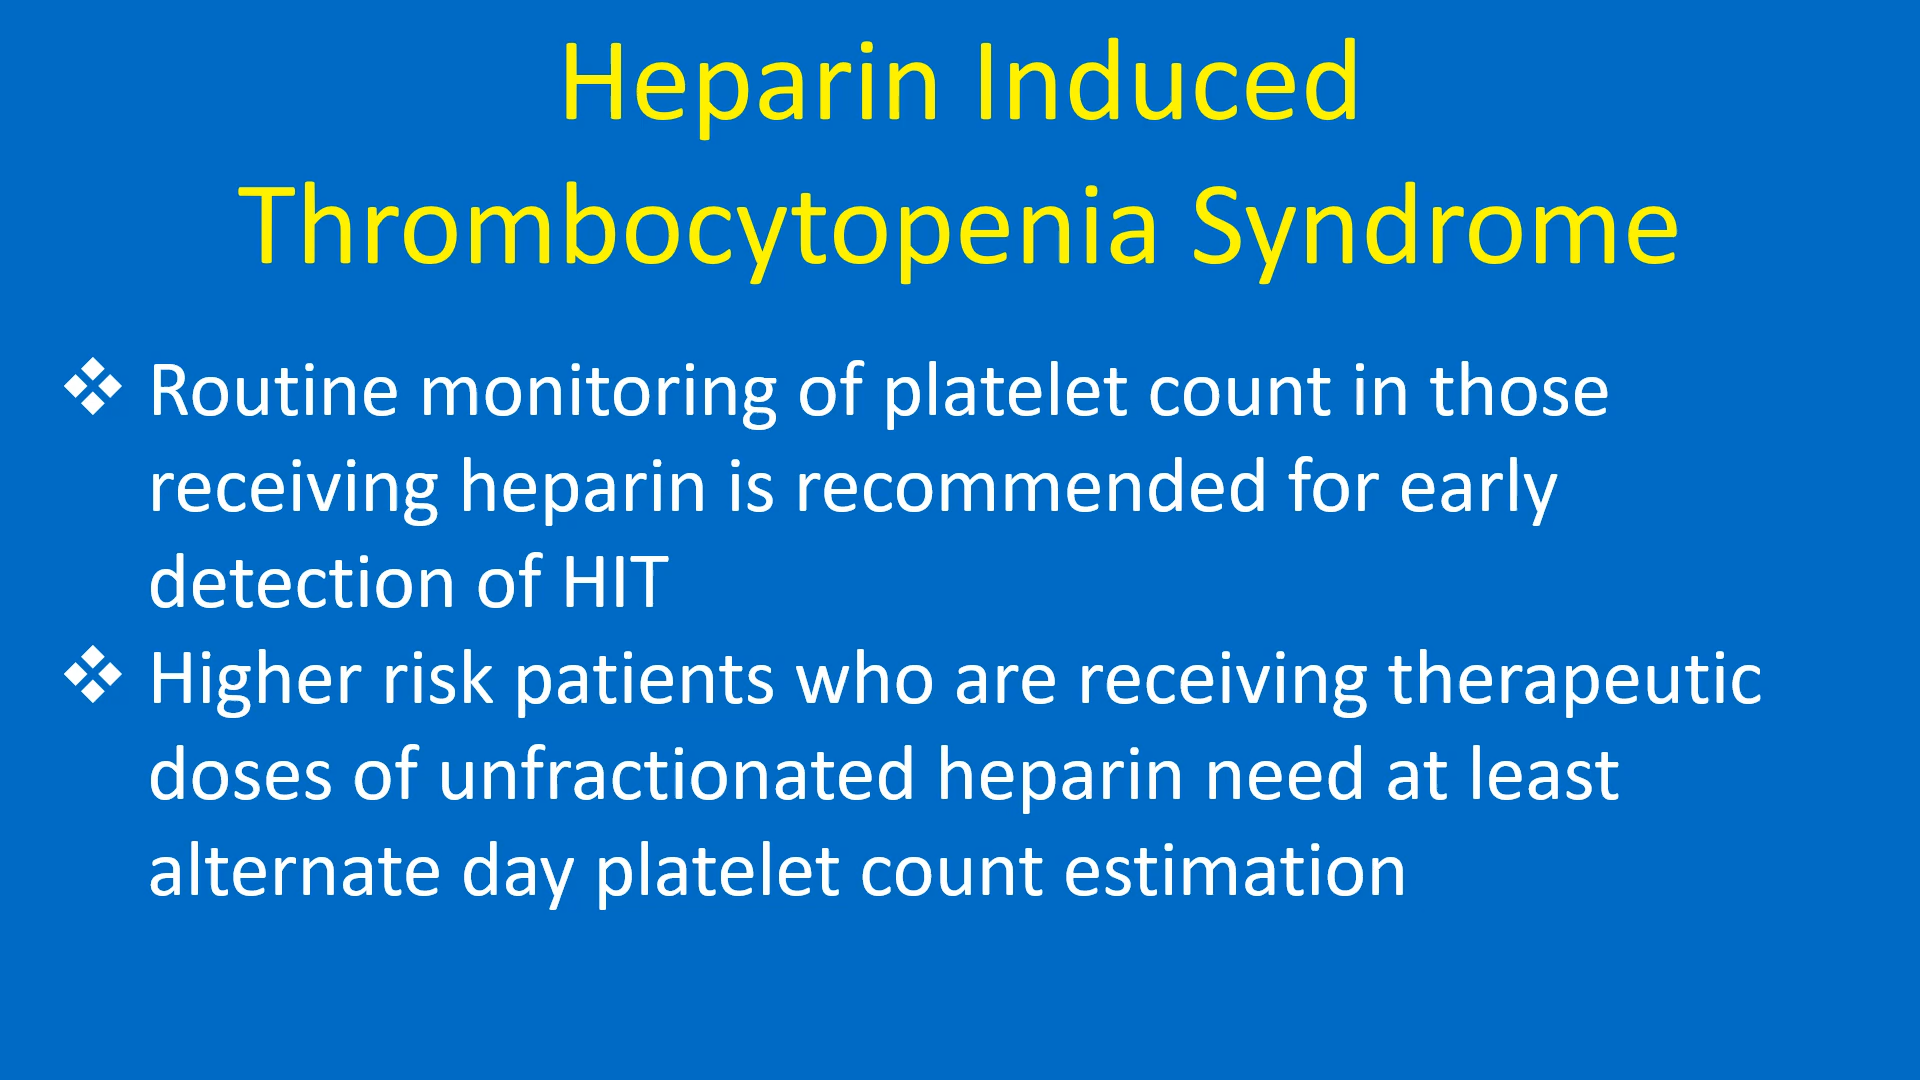 Heparin Induced
Thrombocytopenia Syndrome
❖ Routine monitoring of platelet count in those
receiving heparin is recommended for early
detection of HIT
❖ Higher risk patients who are receiving therapeutic
doses of unfractionated heparin need at least
alternate day platelet count estimation